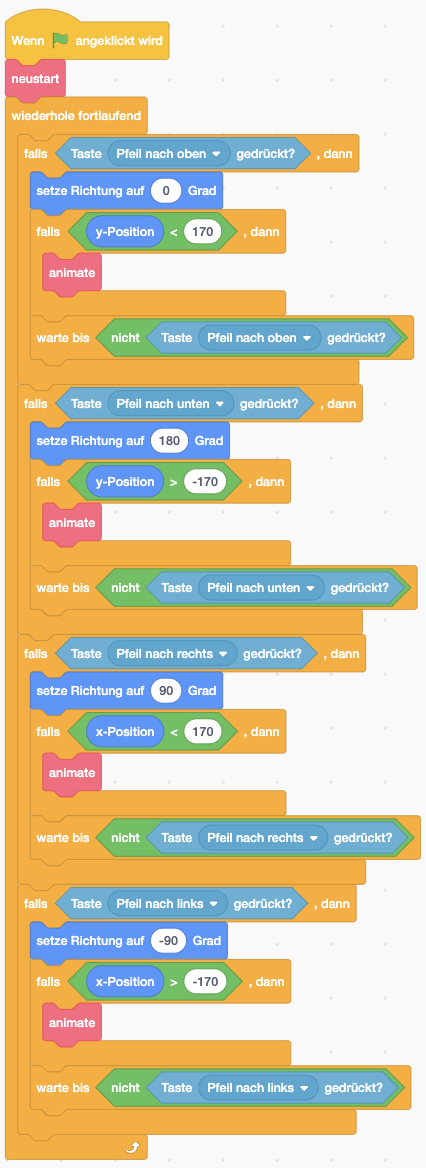 Wenn angeklickt wird
neustart
wiederhole fortlaufend
falls Taste Pfeil nach oben gedrückt? , dann
setze Richtung auf 0 Grad
falls y-Position < 170 , dann
animate
warte bis nicht Taste Pfeil nach oben gedrückt?
falls Taste Pfeil nach unten gedrückt? , dann
setze Richtung auf 180 Grad
falls y-Position > -170 , dann
animate
warte bis nicht Taste Pfeil nach unten gedrückt?
falls Taste Pfeil nach rechts gedrückt? , dann
setze Richtung auf 90 Grad
falls x-Position < 170 , dann
animate
warte bis nicht Taste Pfeil nach rechts gedrückt?
falls Taste Pfeil nach links gedrückt? , dann
setze Richtung auf -90 Grad
falls x-Position > -170 , dann
animate
warte bis nicht Taste Pfeil nach links gedrückt?